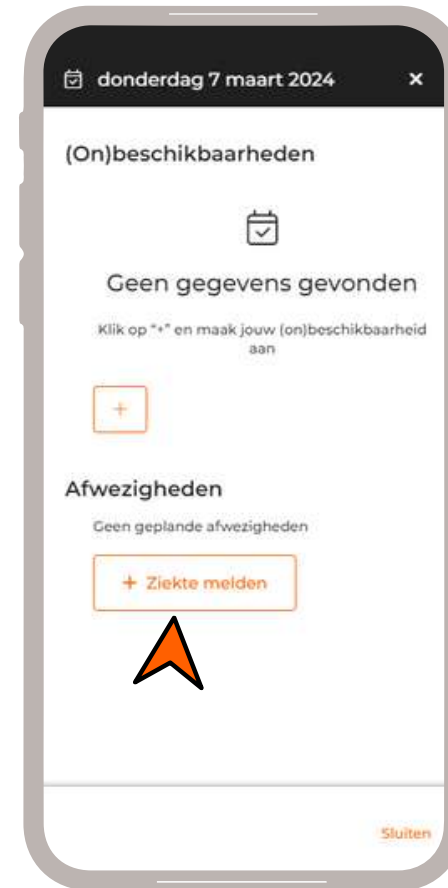 donderdag 7 maart 2024 ×
(On)beschikbaarheden
Geen gegevens gevonden
Klik op "+" en maak jouw (on)beschikbaarheid
aan
+
Afwezigheden
Geen geplande afwezigheden
+ Ziekte melden
Sluiten